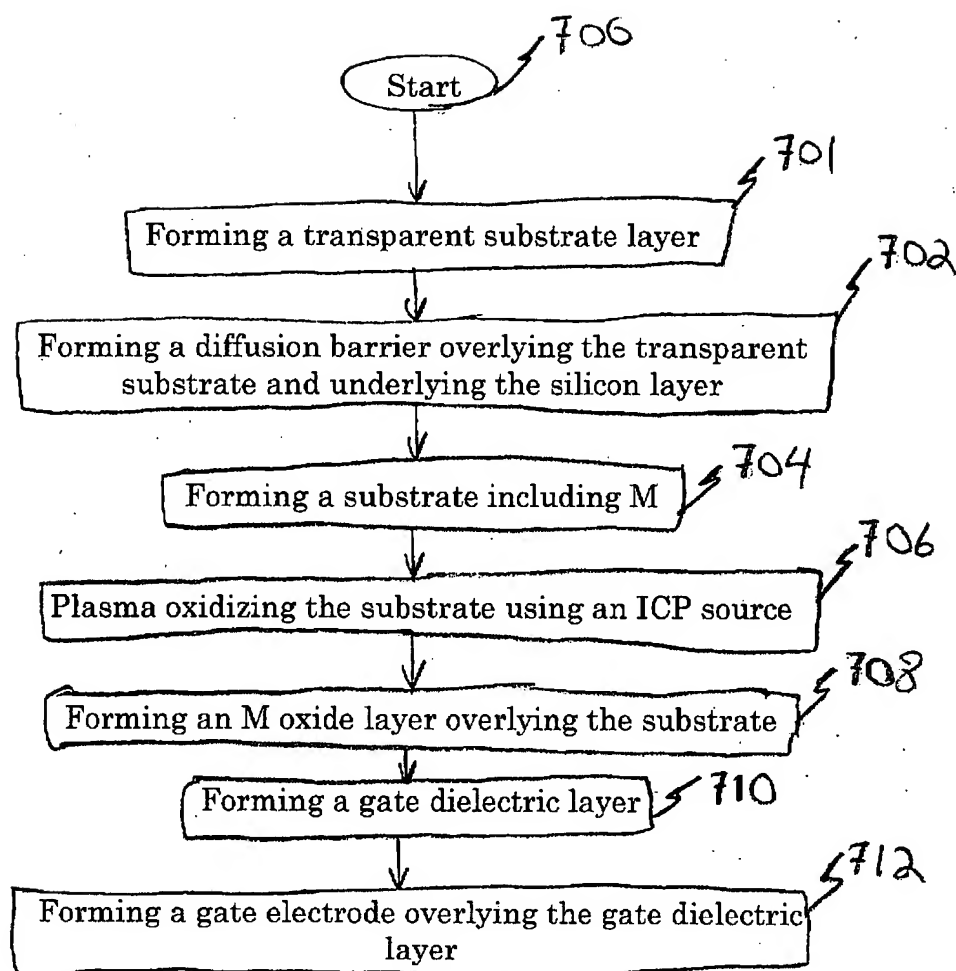 700
Start
701
Forming a transparent substrate layer
702
Forming a diffusion barrier overlying the transparent
substrate and underlying the silicon layer
704
Forming a substrate including M
706
Plasma oxidizing the substrate using an ICP source
708
Forming an M oxide layer overlying the substrate
710
Forming a gate dielectric layer
712
Forming a gate electrode overlying the gate dielectric
layer